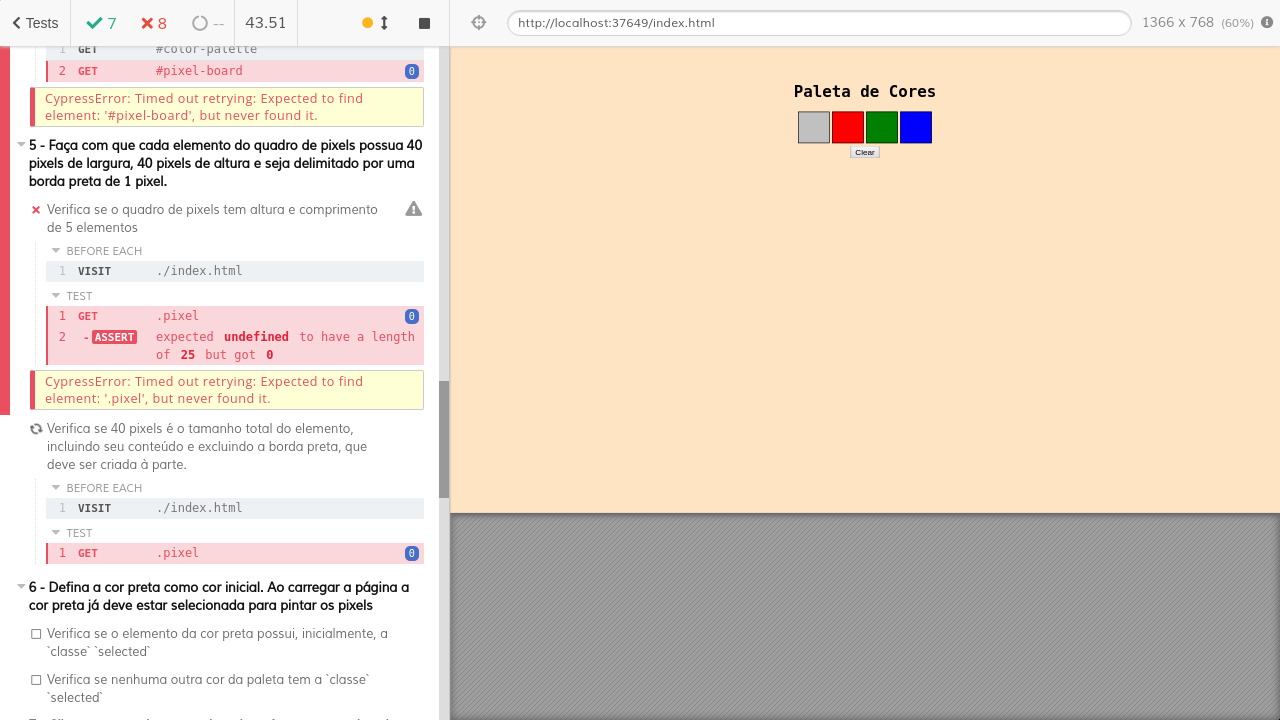 Tests
7
8
--
43.51
http://localhost:37649/index.html
1366 x 768 (60%)
1 GET #color-palette
2 GET #pixel-board 0
CypressError: Timed out retrying: Expected to find
element: '#pixel-board', but never found it.
5 - Faça com que cada elemento do quadro de pixels possua 40
pixels de largura, 40 pixels de altura e seja delimitado por uma
borda preta de 1 pixel.
Verifica se o quadro de pixels tem altura e comprimento
de 5 elementos
BEFORE EACH
1 VISIT ./index.html
TEST
1 GET .pixel 0
2 -ASSERT expected undefined to have a length
of 25 but got 0
CypressError: Timed out retrying: Expected to find
element: '.pixel', but never found it.
Verifica se 40 pixels é o tamanho total do elemento,
incluindo seu conteúdo e excluindo a borda preta, que
deve ser criada à parte.
BEFORE EACH
1 VISIT ./index.html
TEST
1 GET .pixel 0
6 - Defina a cor preta como cor inicial. Ao carregar a página a
cor preta já deve estar selecionada para pintar os pixels
Verifica se o elemento da cor preta possui, inicialmente, a
`classe` `selected`
Verifica se nenhuma outra cor da paleta tem a `classe`
`selected`
Paleta de Cores
Clear